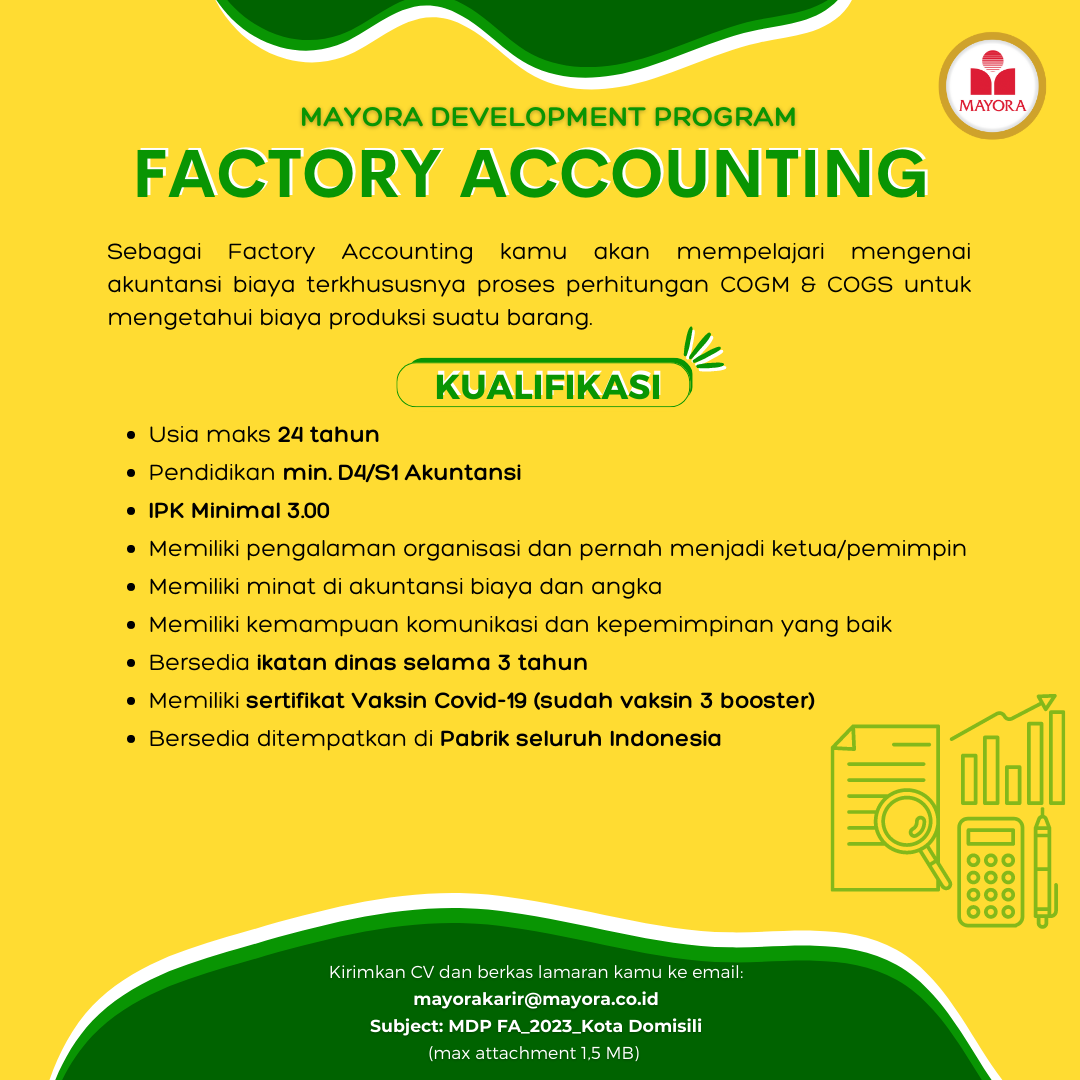 MAYORA
MAYORA DEVELOPMENT PROGRAM
FACTORY ACCOUNTING
Sebagai Factory Accounting kamu akan mempelajari mengenai
akuntansi biaya terkhususnya proses perhitungan COGM & COGS untuk
mengetahui biaya produksi suatu barang.
KUALIFIKASI
• Usia maks 24 tahun
• Pendidikan min. D4/S1 Akuntansi
• IPK Minimal 3.00
• Memiliki pengalaman organisasi dan pernah menjadi ketua/pemimpin
• Memiliki minat di akuntansi biaya dan angka
• Memiliki kemampuan komunikasi dan kepemimpinan yang baik
• Bersedia ikatan dinas selama 3 tahun
• Memiliki sertifikat Vaksin Covid-19 (sudah vaksin 3 booster)
• Bersedia ditempatkan di Pabrik seluruh Indonesia
Kirimkan CV dan berkas lamaran kamu ke email:
mayorakarir@mayora.co.id
Subject: MDP FA_2023_Kota Domisili
(max attachment 1,5 MB)